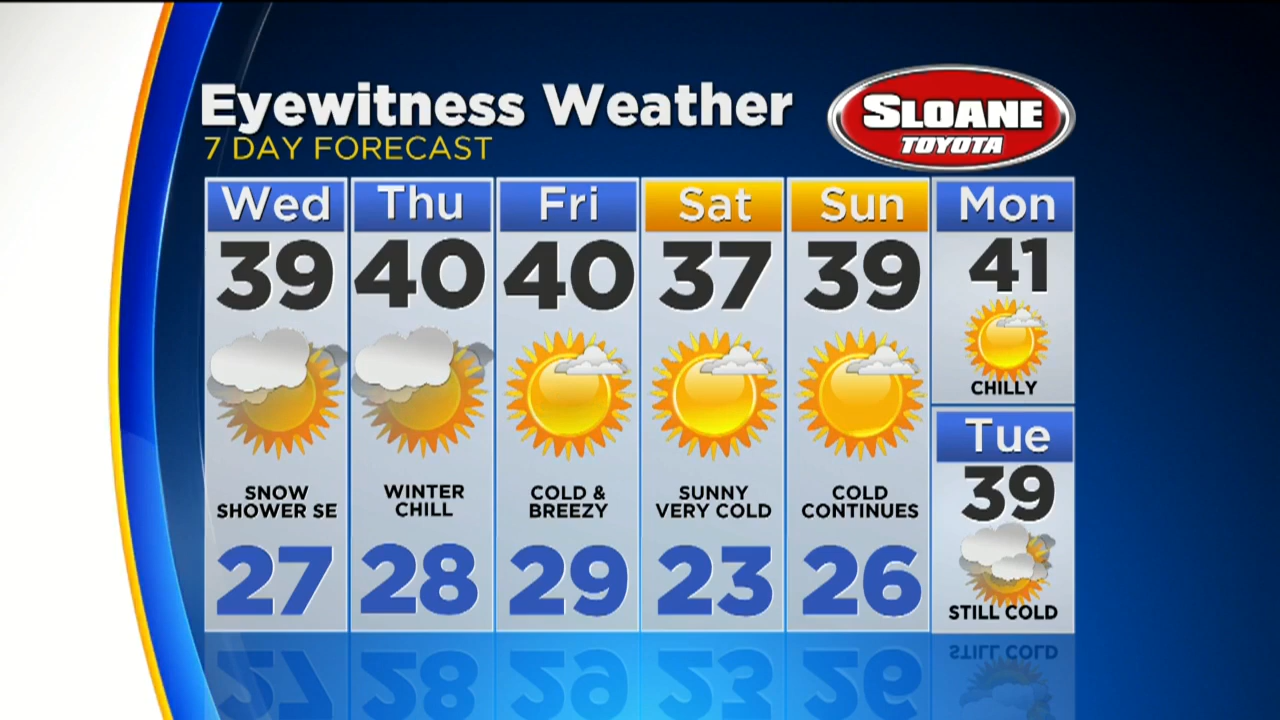 Eyewitness Weather
7 DAY FORECAST
SLOANE
TOYOTA
Wed
39
SNOW
SHOWER SE
27
Thu
40
WINTER
CHILL
28
Fri
40
COLD &
BREEZY
29
Sat
37
SUNNY
VERY COLD
23
Sun
39
COLD
CONTINUES
26
Mon
41
CHILLY
Tue
39
STILL COLD